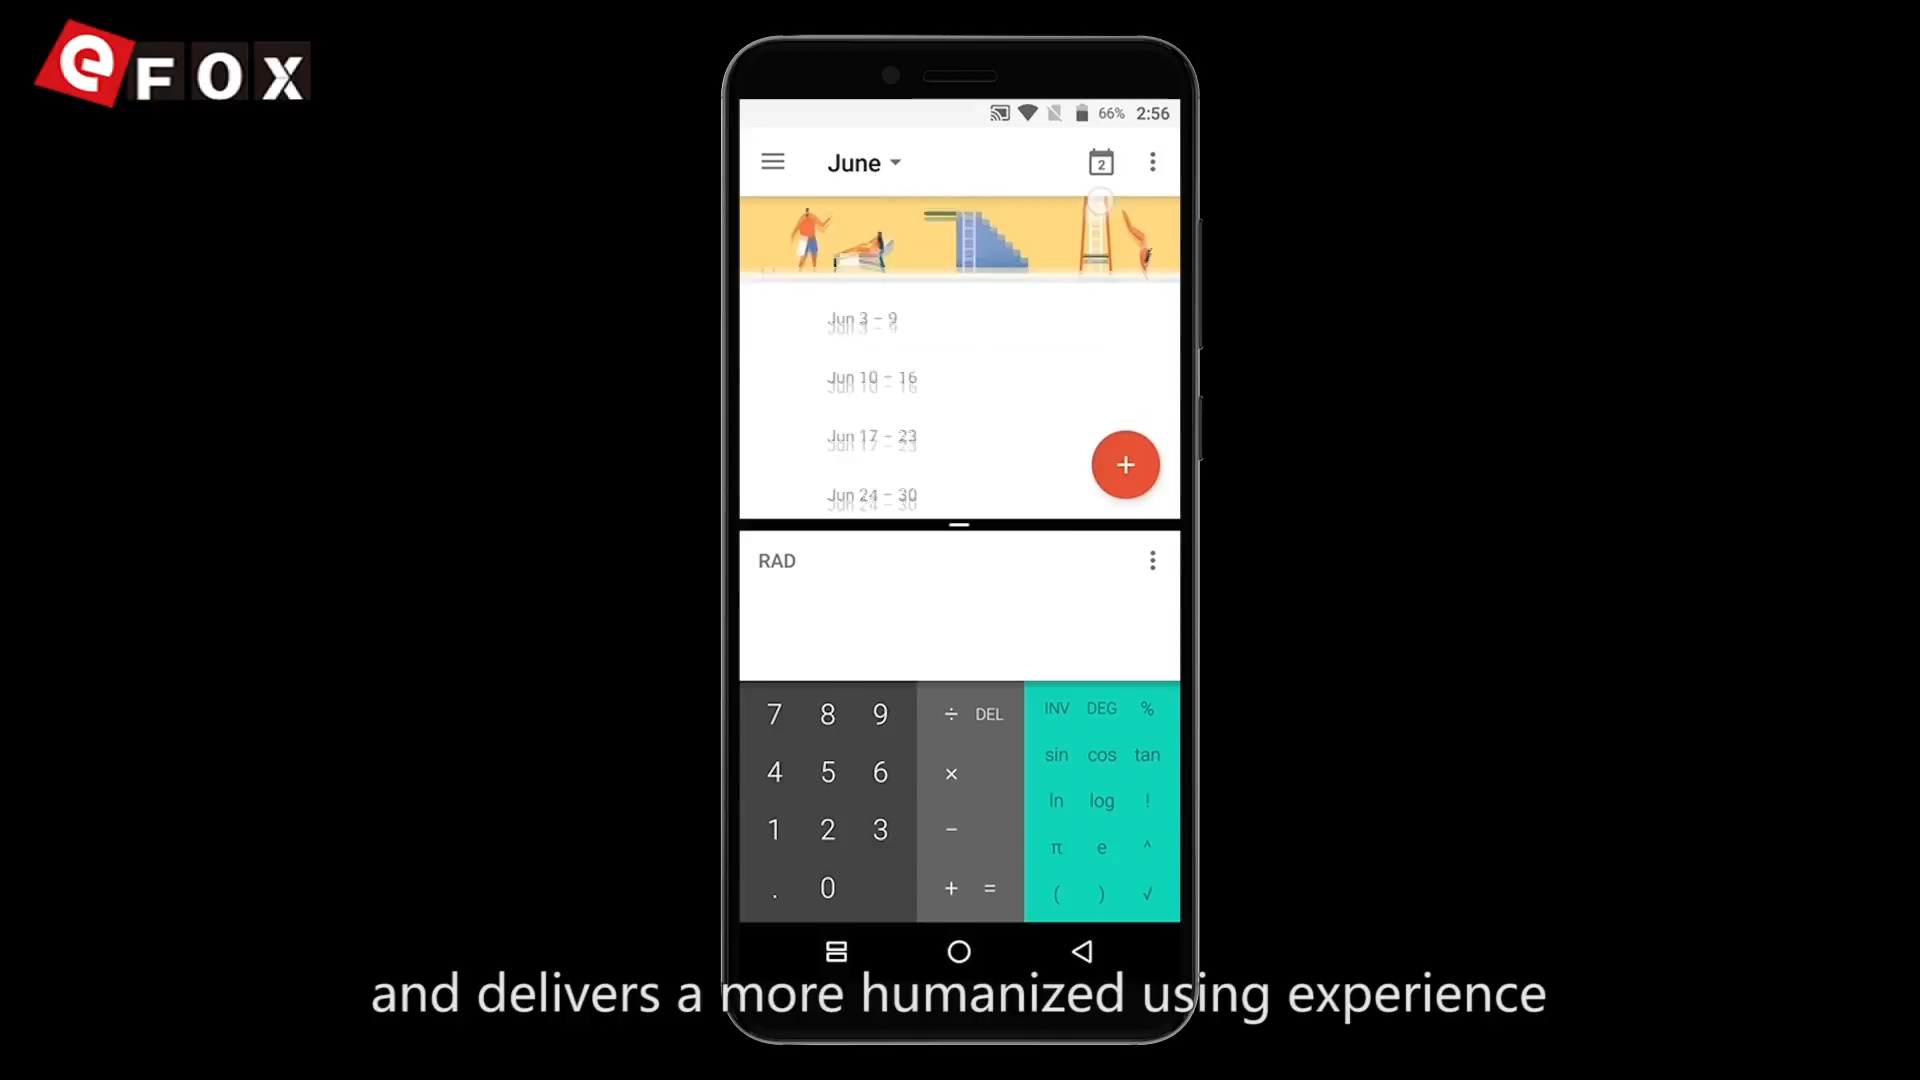 eFOX
66% 2:56
June
2
Jun 3 – 9
Jun 10 – 16
Jun 17 – 23
Jun 24 – 30
+
RAD
7 8 9 ÷ DEL INV DEG %
4 5 6 × sin cos tan
1 2 3 − ln log !
π e ^
. 0 + = ( ) √
and delivers a more humanized using experience